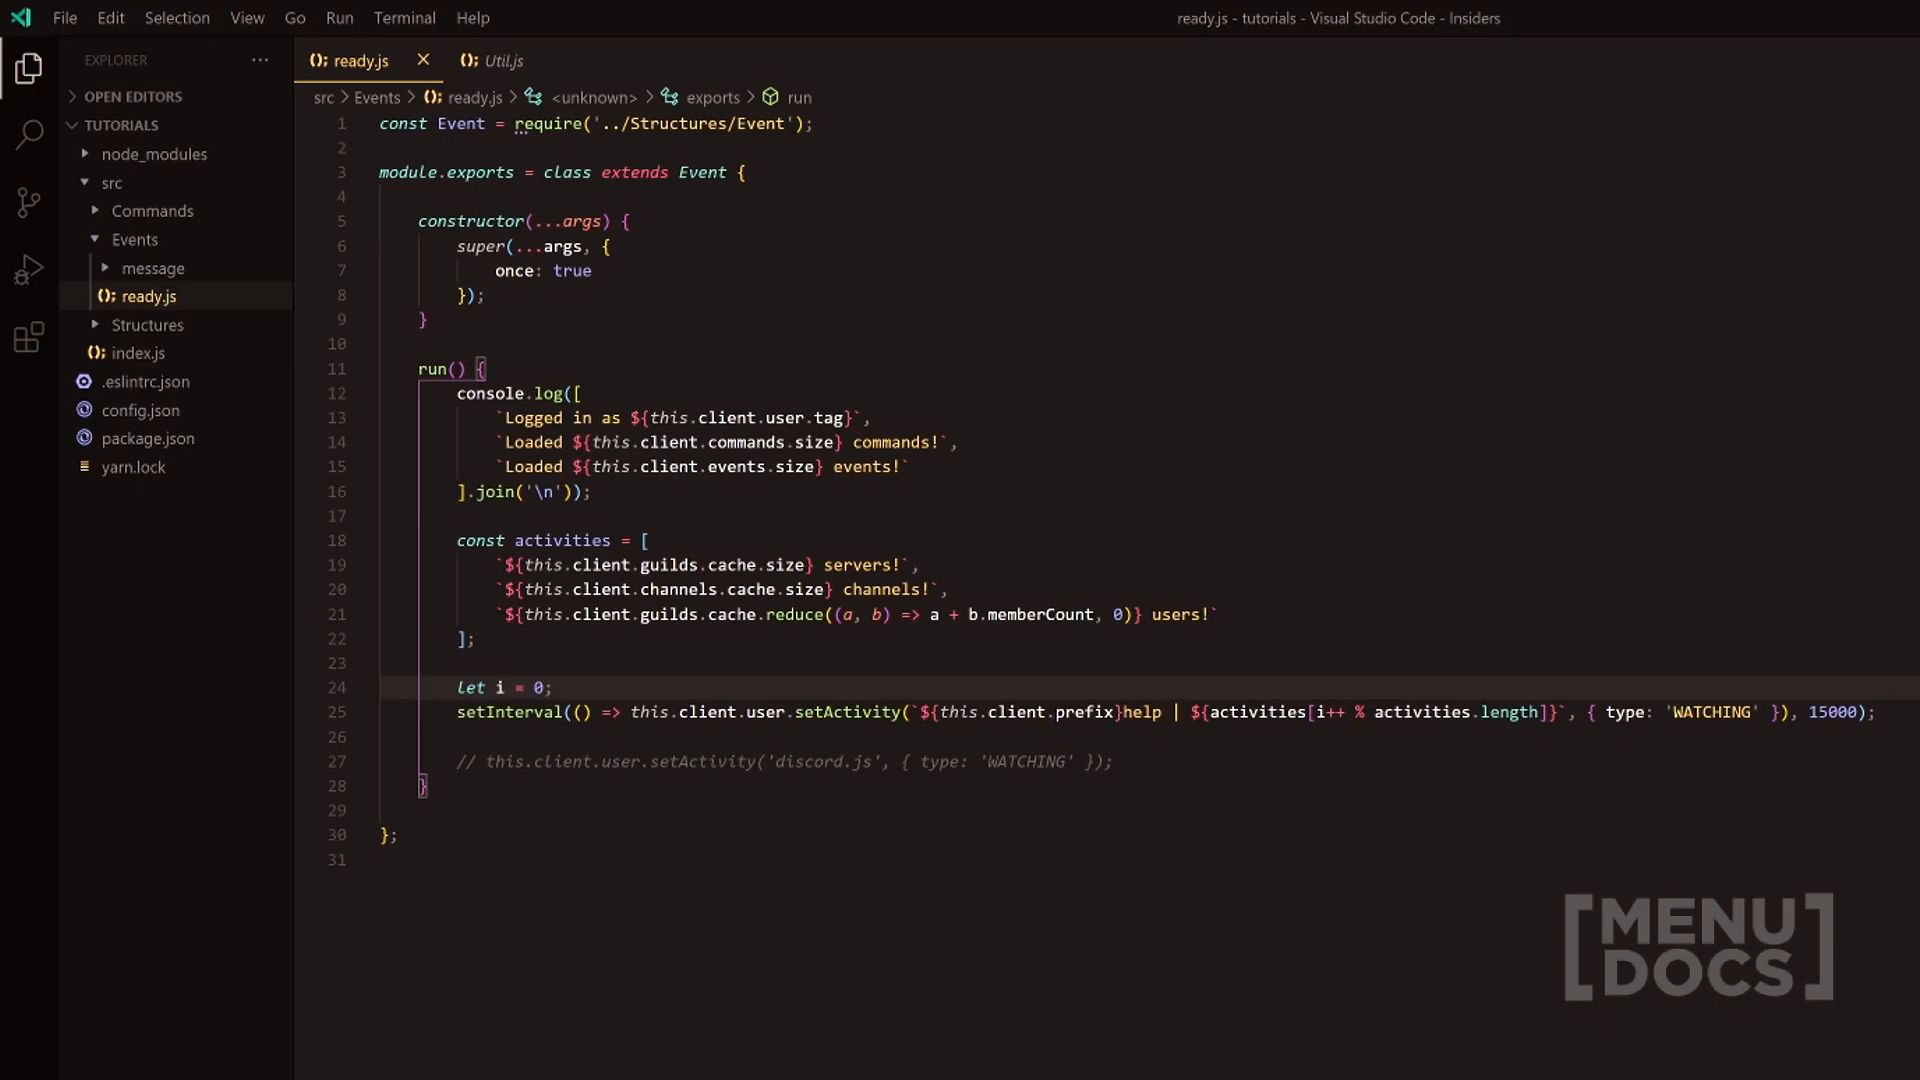 File Edit Selection View Go Run Terminal Help
ready.js - tutorials - Visual Studio Code - Insiders
EXPLORER ...
OPEN EDITORS
TUTORIALS
node_modules
src
Commands
Events
message
ready.js
Structures
index.js
.eslintrc.json
config.json
package.json
yarn.lock
ready.js Util.js
src > Events > ready.js > <unknown> > exports > run
1 const Event = require('../Structures/Event');
2
3 module.exports = class extends Event {
4
5 constructor(...args) {
6 super(...args, {
7 once: true
8 });
9 }
10
11 run() {
12 console.log([
13 `Logged in as ${this.client.user.tag}`,
14 `Loaded ${this.client.commands.size} commands!`,
15 `Loaded ${this.client.events.size} events!`
16 ].join('\n'));
17
18 const activities = [
19 `${this.client.guilds.cache.size} servers!`,
20 `${this.client.channels.cache.size} channels!`,
21 `${this.client.guilds.cache.reduce((a, b) => a + b.memberCount, 0)} users!`
22 ];
23
24 let i = 0;
25 setInterval(() => this.client.user.setActivity(`${this.client.prefix}help | ${activities[i++ % activities.length]}`, { type: 'WATCHING' }), 15000);
26
27 // this.client.user.setActivity('discord.js', { type: 'WATCHING' });
28 }
29
30 };
31
[MENU
DOCS]